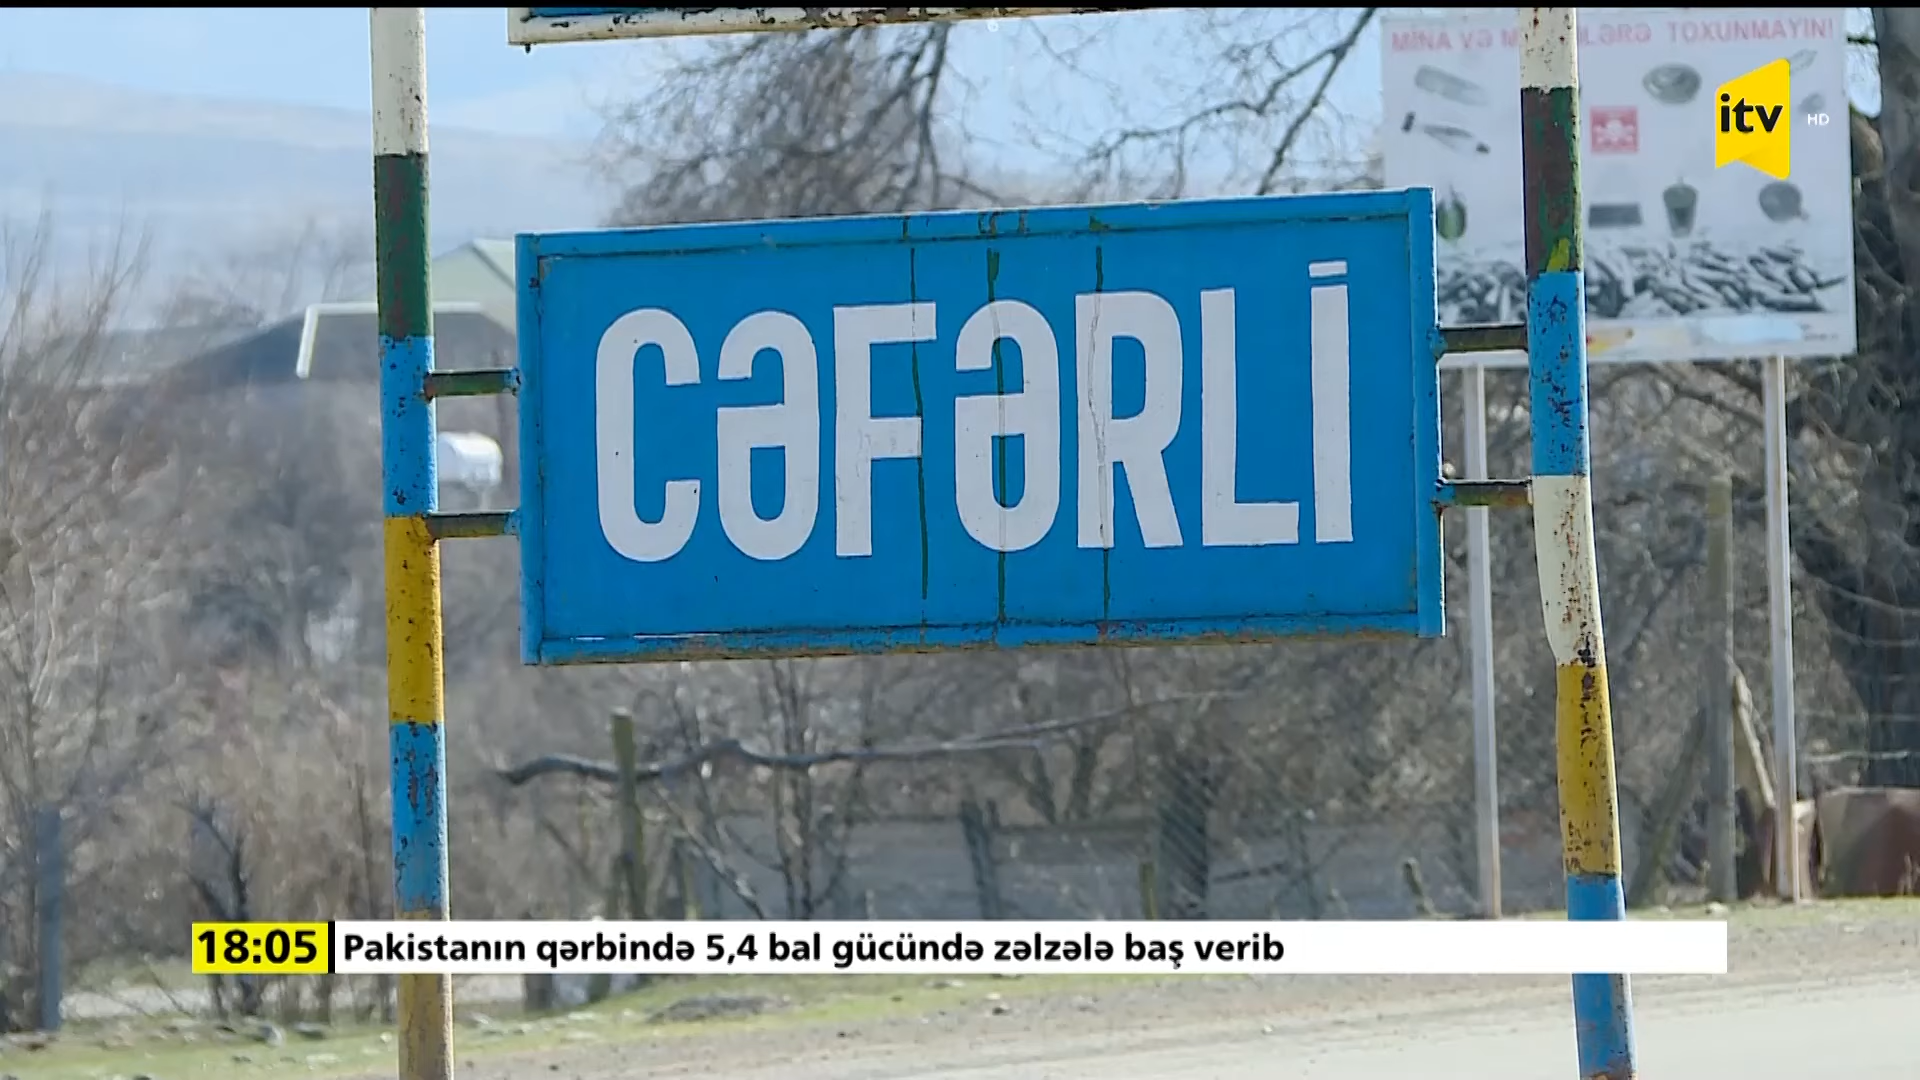 MİNA VƏ TOXUNMAYIN!
itv HD
CƏFƏRLİ
18:05 Pakistanın qərbində 5,4 bal gücündə zəlzələ baş verib